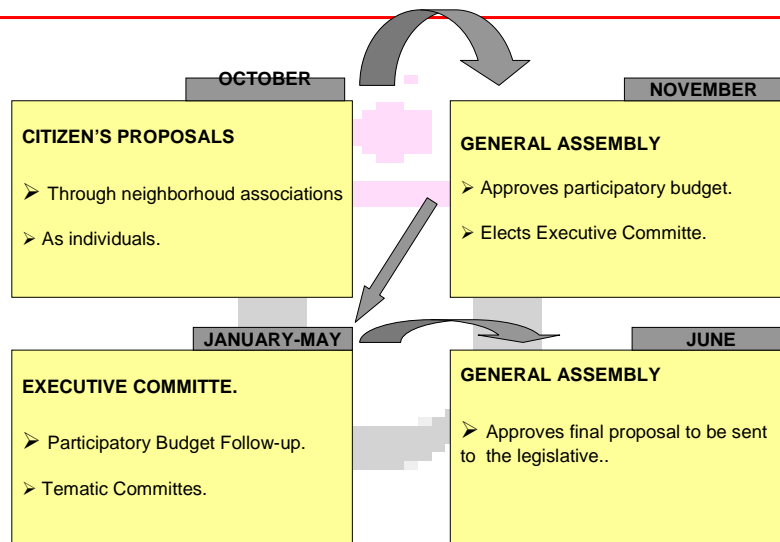 OCTOBER
CITIZEN'S PROPOSALS
➢ Through neighborhoud associations
➢ As individuals.
NOVEMBER
GENERAL ASSEMBLY
➢ Approves participatory budget.
➢ Elects Executive Committe.
JANUARY-MAY
EXECUTIVE COMMITTE.
➢ Participatory Budget Follow-up.
➢ Tematic Committes.
JUNE
GENERAL ASSEMBLY
➢ Approves final proposal to be sent
to the legislative..